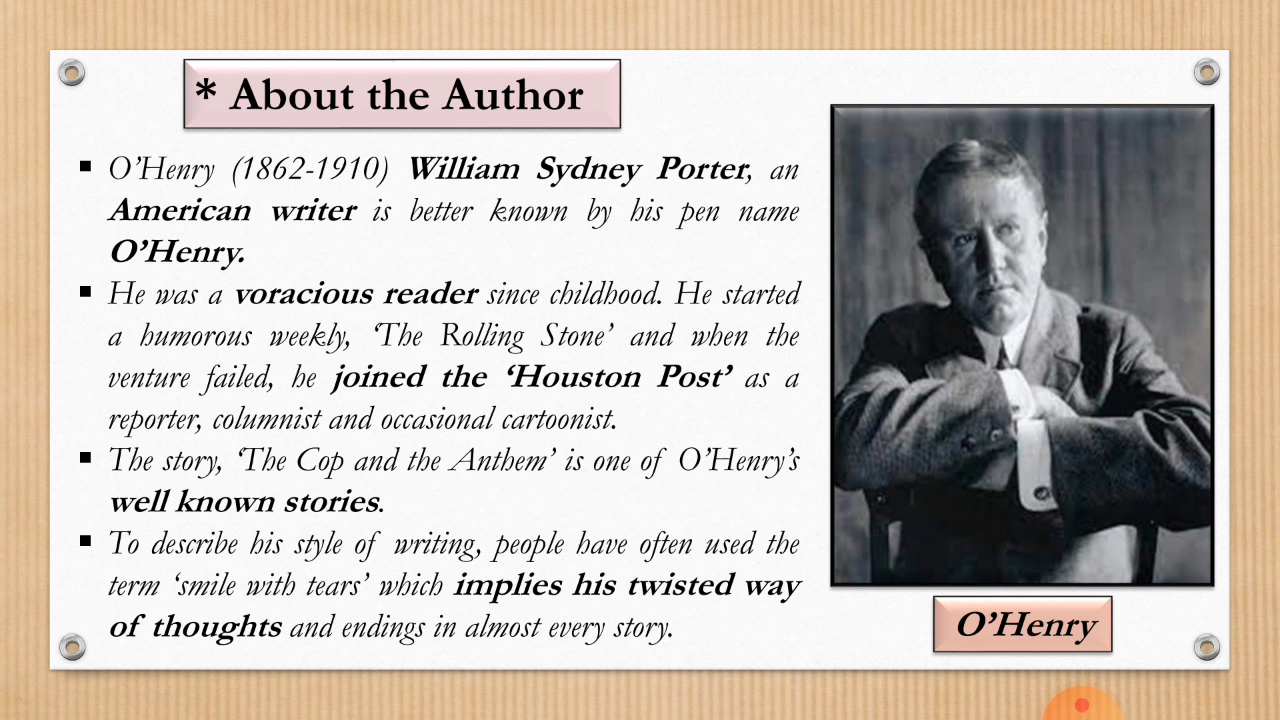 * About the Author
▪ O’Henry (1862-1910) William Sydney Porter, an
American writer is better known by his pen name
O’Henry.
▪ He was a voracious reader since childhood. He started
a humorous weekly, ‘The Rolling Stone’ and when the
venture failed, he joined the ‘Houston Post’ as a
reporter, columnist and occasional cartoonist.
▪ The story, ‘The Cop and the Anthem’ is one of O’Henry’s
well known stories.
▪ To describe his style of writing, people have often used the
term ‘smile with tears’ which implies his twisted way
of thoughts and endings in almost every story.
O’Henry